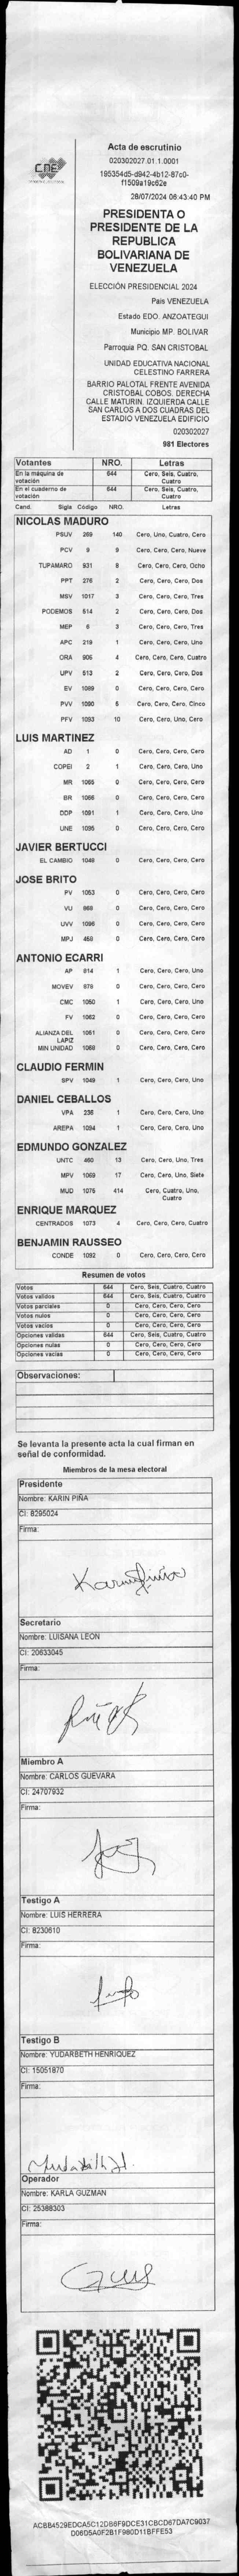 CNE
Acta de escrutinio
020302027.01.1.0001
195354d5-d942-4b12-87c0-
f1509a19c62e
28/07/2024 06:43:40 PM
PRESIDENTA O
PRESIDENTE DE LA
REPUBLICA
BOLIVARIANA DE
VENEZUELA
ELECCIÓN PRESIDENCIAL 2024
País VENEZUELA
Estado EDO. ANZOATEGUI
Municipio MP. BOLIVAR
Parroquia PQ. SAN CRISTOBAL
UNIDAD EDUCATIVA NACIONAL
CELESTINO FARRERA
BARRIO PALOTAL FRENTE AVENIDA
CRISTOBAL COBOS. DERECHA
CALLE MATURIN. IZQUIERDA CALLE
SAN CARLOS A DOS CUADRAS DEL
ESTADIO VENEZUELA EDIFICIO
020302027
981 Electores
Votantes NRO. Letras
En la máquina de votación 644 Cero, Seis, Cuatro, Cuatro
En el cuaderno de votación 644 Cero, Seis, Cuatro, Cuatro
Cand. Sigla Código NRO. Letras
NICOLAS MADURO
PSUV 269 140 Cero, Uno, Cuatro, Cero
PCV 9 9 Cero, Cero, Cero, Nueve
TUPAMARO 931 8 Cero, Cero, Cero, Ocho
PPT 276 2 Cero, Cero, Cero, Dos
MSV 1017 3 Cero, Cero, Cero, Tres
PODEMOS 514 2 Cero, Cero, Cero, Dos
MEP 6 3 Cero, Cero, Cero, Tres
APC 219 1 Cero, Cero, Cero, Uno
ORA 906 4 Cero, Cero, Cero, Cuatro
UPV 513 2 Cero, Cero, Cero, Dos
EV 1089 0 Cero, Cero, Cero, Cero
PVV 1090 5 Cero, Cero, Cero, Cinco
PFV 1093 10 Cero, Cero, Uno, Cero
LUIS MARTINEZ
AD 1 0 Cero, Cero, Cero, Cero
COPEI 2 1 Cero, Cero, Cero, Uno
MR 1065 0 Cero, Cero, Cero, Cero
BR 1066 0 Cero, Cero, Cero, Cero
DDP 1091 1 Cero, Cero, Cero, Uno
UNE 1095 0 Cero, Cero, Cero, Cero
JAVIER BERTUCCI
EL CAMBIO 1048 0 Cero, Cero, Cero, Cero
JOSE BRITO
PV 1053 0 Cero, Cero, Cero, Cero
VU 868 0 Cero, Cero, Cero, Cero
UVV 1096 0 Cero, Cero, Cero, Cero
MPJ 458 0 Cero, Cero, Cero, Cero
ANTONIO ECARRI
AP 814 1 Cero, Cero, Cero, Uno
MOVEV 878 0 Cero, Cero, Cero, Cero
CMC 1050 1 Cero, Cero, Cero, Uno
FV 1062 0 Cero, Cero, Cero, Cero
ALIANZA DEL LAPIZ 1061 0 Cero, Cero, Cero, Cero
MIN UNIDAD 1068 0 Cero, Cero, Cero, Cero
CLAUDIO FERMIN
SPV 1049 1 Cero, Cero, Cero, Uno
DANIEL CEBALLOS
VPA 236 1 Cero, Cero, Cero, Uno
AREPA 1094 1 Cero, Cero, Cero, Uno
EDMUNDO GONZALEZ
UNTC 460 13 Cero, Cero, Uno, Tres
MPV 1069 17 Cero, Cero, Uno, Siete
MUD 1075 414 Cero, Cuatro, Uno, Cuatro
ENRIQUE MARQUEZ
CENTRADOS 1073 4 Cero, Cero, Cero, Cuatro
BENJAMIN RAUSSEO
CONDE 1092 0 Cero, Cero, Cero, Cero
Resumen de votos
Votos 644 Cero, Seis, Cuatro, Cuatro
Votos validos 644 Cero, Seis, Cuatro, Cuatro
Votos parciales 0 Cero, Cero, Cero, Cero
Votos nulos 0 Cero, Cero, Cero, Cero
Votos vacíos 0 Cero, Cero, Cero, Cero
Opciones validas 644 Cero, Seis, Cuatro, Cuatro
Opciones nulas 0 Cero, Cero, Cero, Cero
Opciones vacías 0 Cero, Cero, Cero, Cero
Observaciones:
Se levanta la presente acta la cual firman en
señal de conformidad.
Miembros de la mesa electoral
Presidente
Nombre: KARIN PIÑA
CI: 8295024
Firma:
Secretario
Nombre: LUISANA LEON
CI: 20633045
Firma:
Miembro A
Nombre: CARLOS GUEVARA
CI: 24707932
Firma:
Testigo A
Nombre: LUIS HERRERA
CI: 8230610
Firma:
Testigo B
Nombre: YUDARBETH HENRIQUEZ
CI: 15051870
Firma:
Operador
Nombre: KARLA GUZMAN
CI: 25368303
Firma:
ACBB4529EDCA5C12DB6F9DCE31CBCD67DA7C9037
D06D5A0F2B1F980D11BFFE53